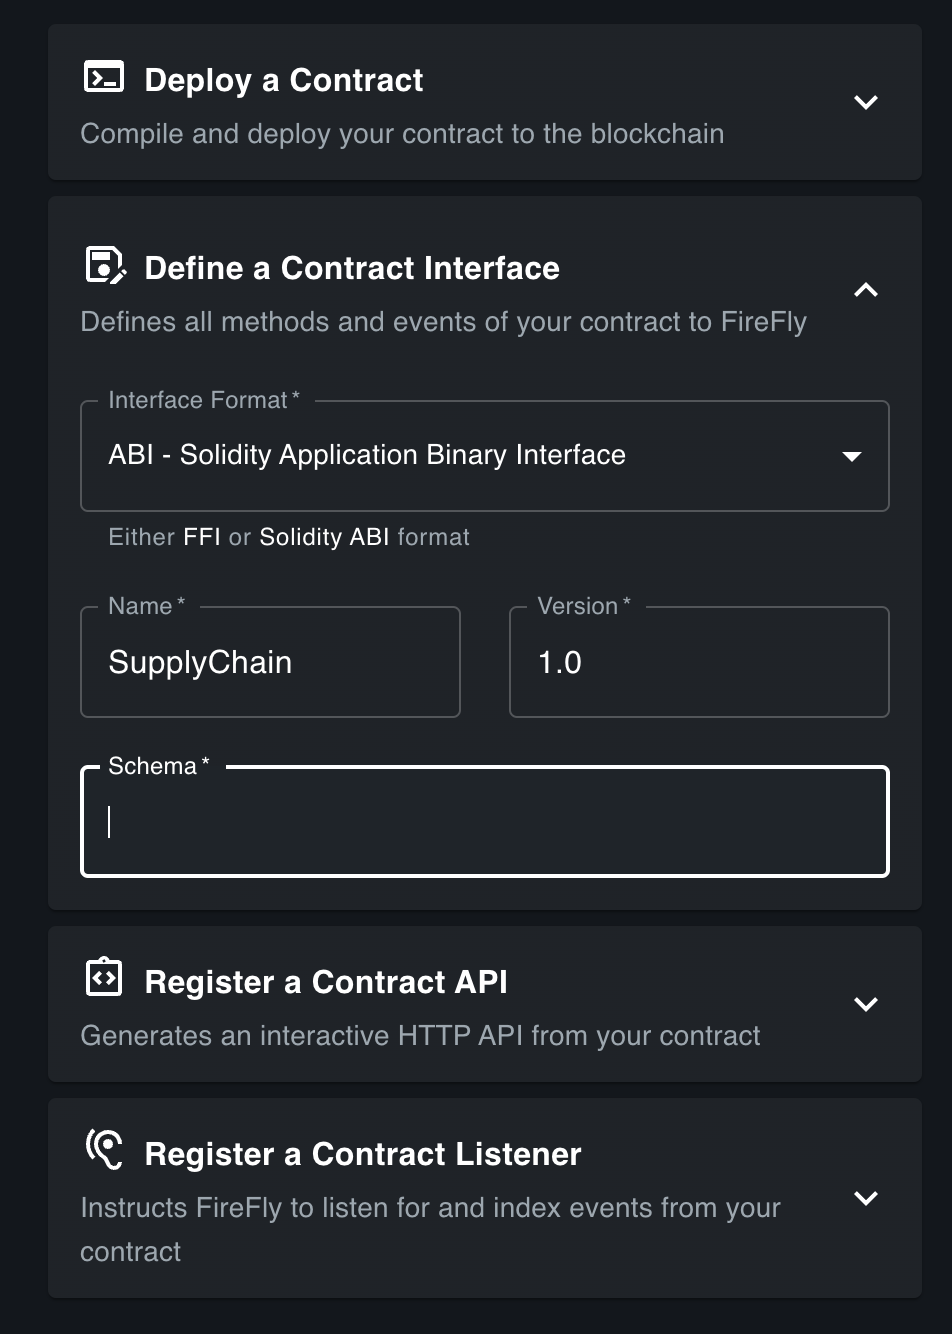 Deploy a Contract
Compile and deploy your contract to the blockchain
Define a Contract Interface
Defines all methods and events of your contract to FireFly
Interface Format *
ABI - Solidity Application Binary Interface
Either FFI or Solidity ABI format
Name *
SupplyChain
Version *
1.0
Schema *
Register a Contract API
Generates an interactive HTTP API from your contract
Register a Contract Listener
Instructs FireFly to listen for and index events from your
contract